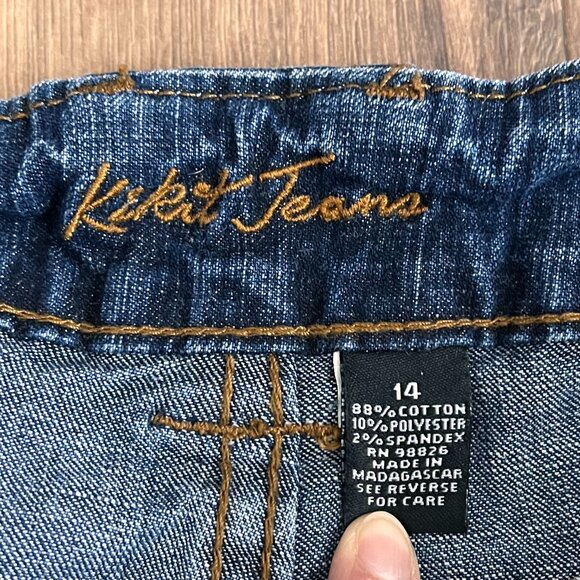 Kikit Jeans
14
88% COTTON
10% POLYESTER
2% SPANDEX
RN 98826
MADE IN
MADAGASCAR
SEE REVERSE
FOR CARE